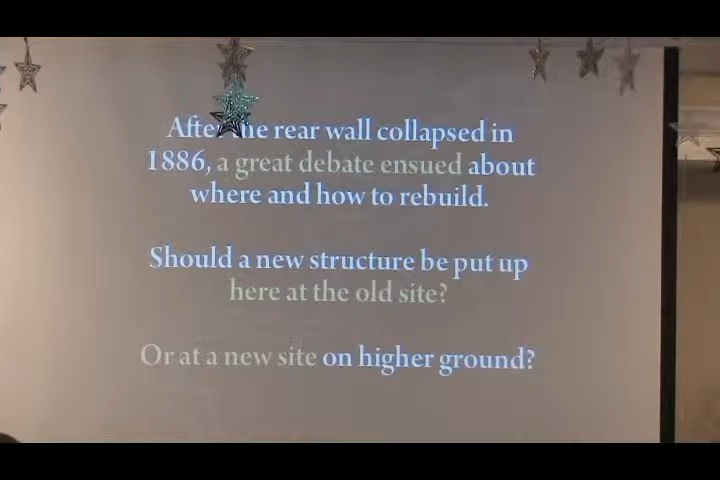 After the rear wall collapsed in
1886, a great debate ensued about
where and how to rebuild.
Should a new structure be put up
here at the old site?
Or at a new site on higher ground?